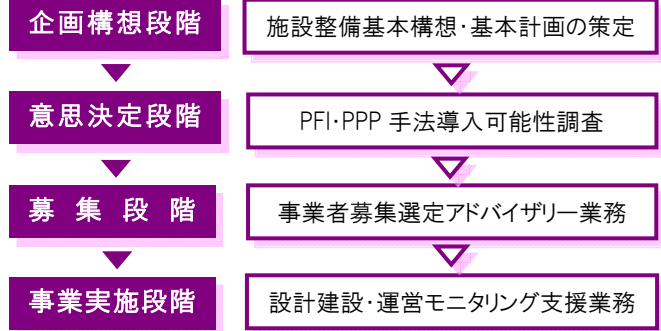 企画構想段階
施設整備基本構想・基本計画の策定
意思決定段階
PFI・PPP 手法導入可能性調査
募集段階
事業者募集選定アドバイザリー業務
事業実施段階
設計建設・運営モニタリング支援業務